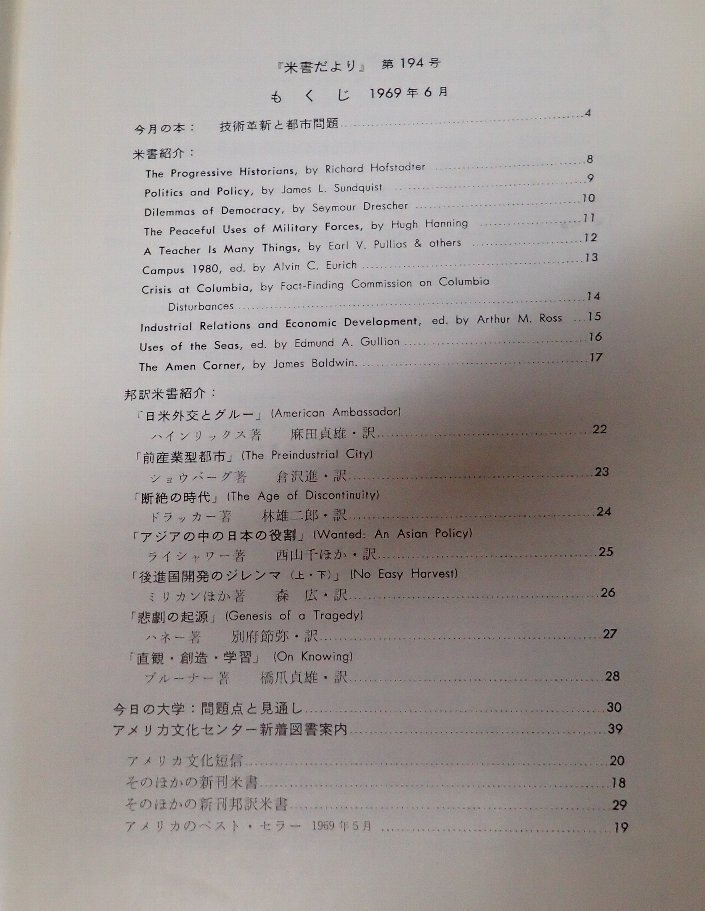 『米書だより』 第194号
もくじ 1969年6月
今月の本： 技術革新と都市問題 4
米書紹介：
The Progressive Historians, by Richard Hofstadter 8
Politics and Policy, by James L. Sundquist 9
Dilemmas of Democracy, by Seymour Drescher 10
The Peaceful Uses of Military Forces, by Hugh Hanning 11
A Teacher Is Many Things, by Earl V. Pullias & others 12
Campus 1980, ed. by Alvin C. Eurich 13
Crisis at Columbia, by Fact-Finding Commission on Columbia
Disturbances 14
Industrial Relations and Economic Development, ed. by Arthur M. Ross 15
Uses of the Seas, ed. by Edmund A. Gullion 16
The Amen Corner, by James Baldwin. 17
邦訳米書紹介：
「日米外交とグルー」 (American Ambassador)
ハインリックス著 麻田貞雄・訳 22
「前産業型都市」 (The Preindustrial City)
ショウバーグ著 倉沢進・訳 23
「断絶の時代」 (The Age of Discontinuity)
ドラッカー著 林雄二郎・訳 24
「アジアの中の日本の役割」 (Wanted: An Asian Policy)
ライシャワー著 西山千ほか・訳 25
「後進国開発のジレンマ（上・下）」 (No Easy Harvest)
ミリカンほか著 森 広・訳 26
「悲劇の起源」 (Genesis of a Tragedy)
ハネー著 別府節弥・訳 27
「直観・創造・学習」 (On Knowing)
ブルーナー著 橋爪貞雄・訳 28
今日の大学：問題点と見通し 30
アメリカ文化センター新着図書案内 39
アメリカ文化短信 20
そのほかの新刊米書 18
そのほかの新刊邦訳米書 29
アメリカのベスト・セラー 1969年5月 19